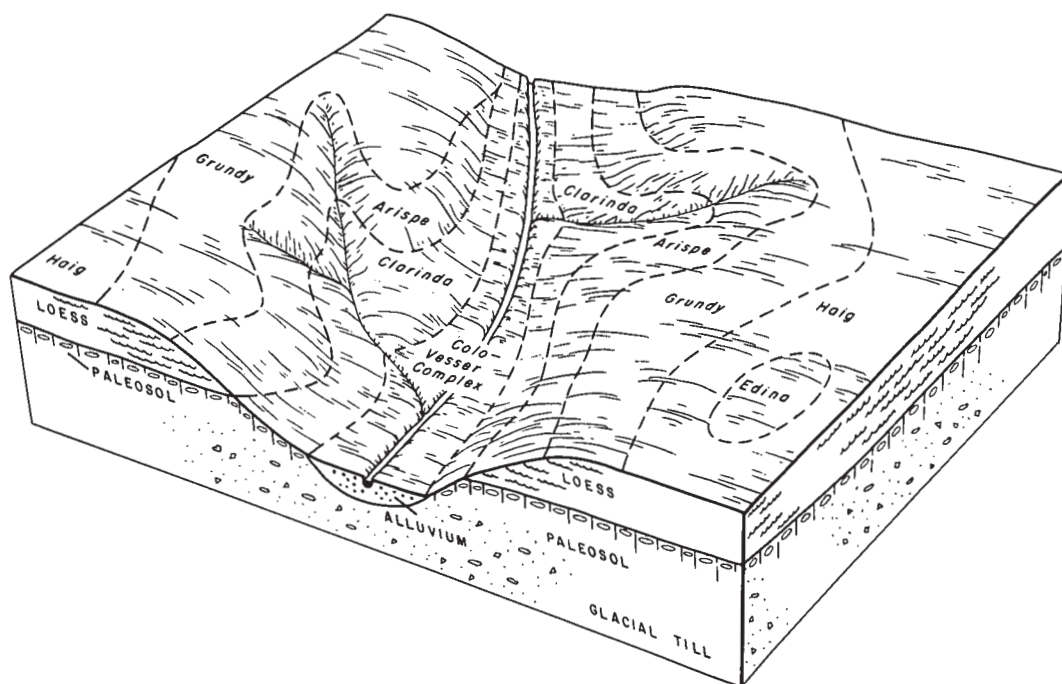 Grundy
Arispe
Clarinda
Haig
Clarinda
Arispe
Grundy
Haig
Edina
Colo-
Vesser
Complex
LOESS
PALEOSOL
LOESS
ALLUVIUM
PALEOSOL
GLACIAL TILL